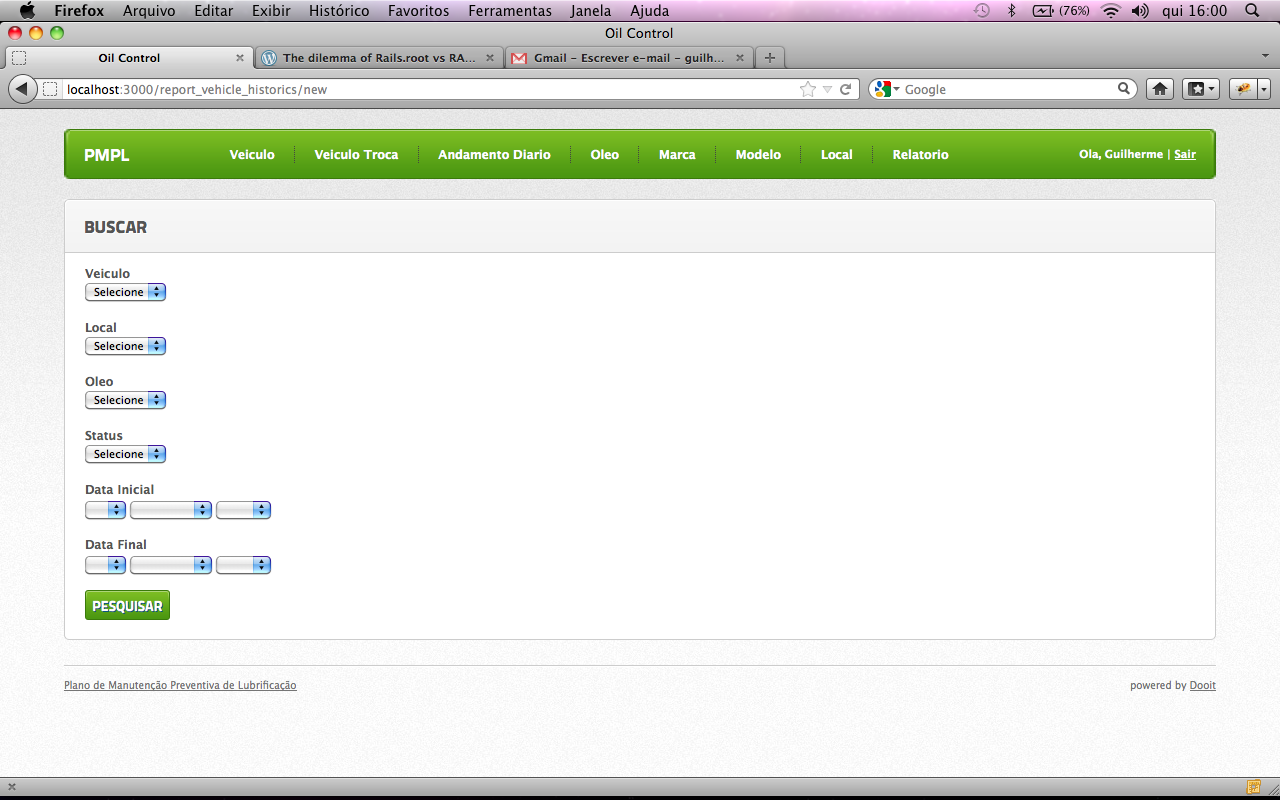 Firefox Arquivo Editar Exibir Histórico Favoritos Ferramentas Janela Ajuda (76%) qui 16:00
Oil Control
Oil Control The dilemma of Rails.root vs RA... Gmail - Escrever e-mail - guilh...
localhost:3000/report_vehicle_historics/new Google
PMPL Veiculo Veiculo Troca Andamento Diario Oleo Marca Modelo Local Relatorio Ola, Guilherme | Sair
BUSCAR
Veiculo
Selecione
Local
Selecione
Oleo
Selecione
Status
Selecione
Data Inicial
Data Final
PESQUISAR
Plano de Manutenção Preventiva de Lubrificação powered by Dooit